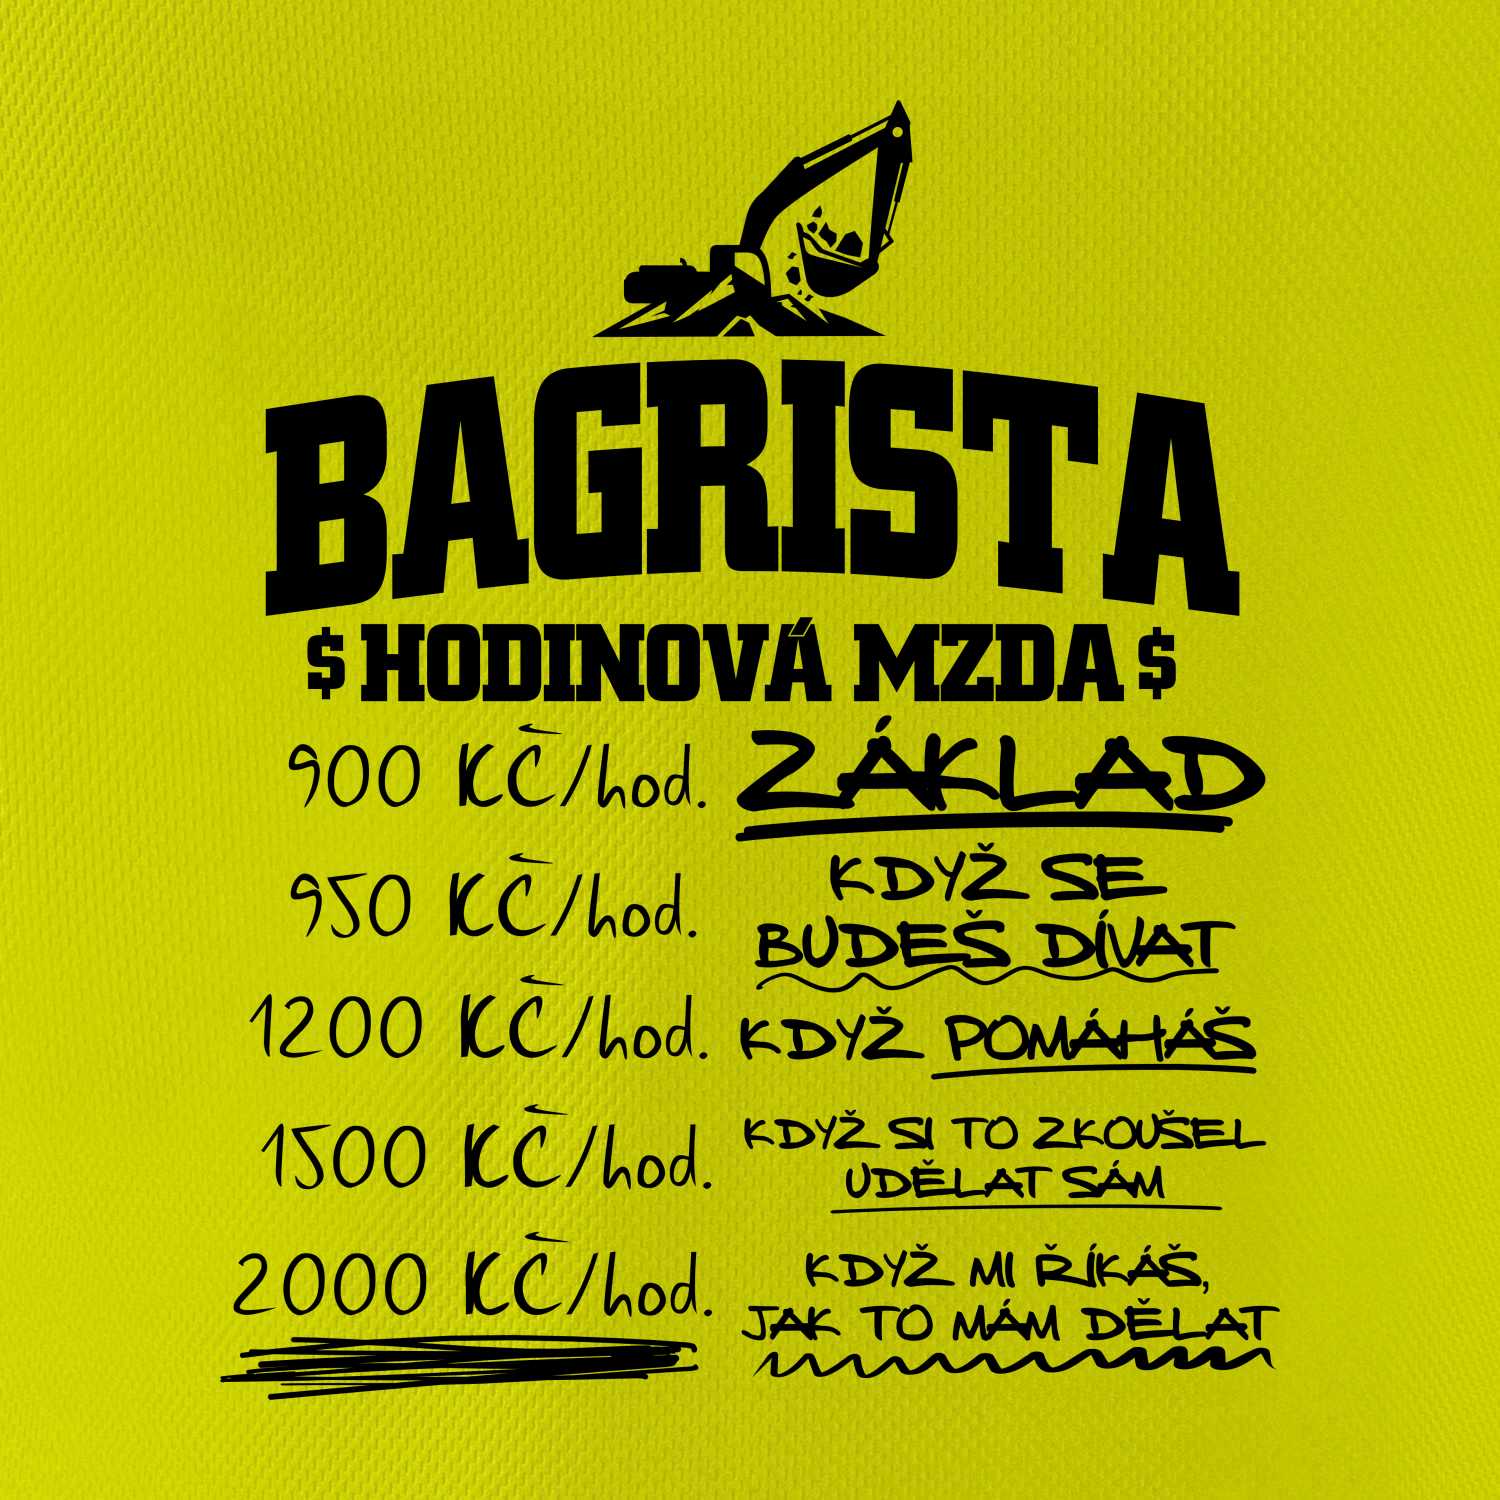 BAGRISTA
$ HODINOVÁ MZDA $
900 KČ/hod. ZÁKLAD
950 KČ/hod. KDYŽ SE
BUDEŠ DÍVAT
1200 KČ/hod. KDYŽ POMÁHÁŠ
1500 KČ/hod. KDYŽ SI TO ZKOUŠEL
UDĚLAT SÁM
2000 KČ/hod. KDYŽ MI ŘÍKÁŠ,
JAK TO MÁM DĚLAT